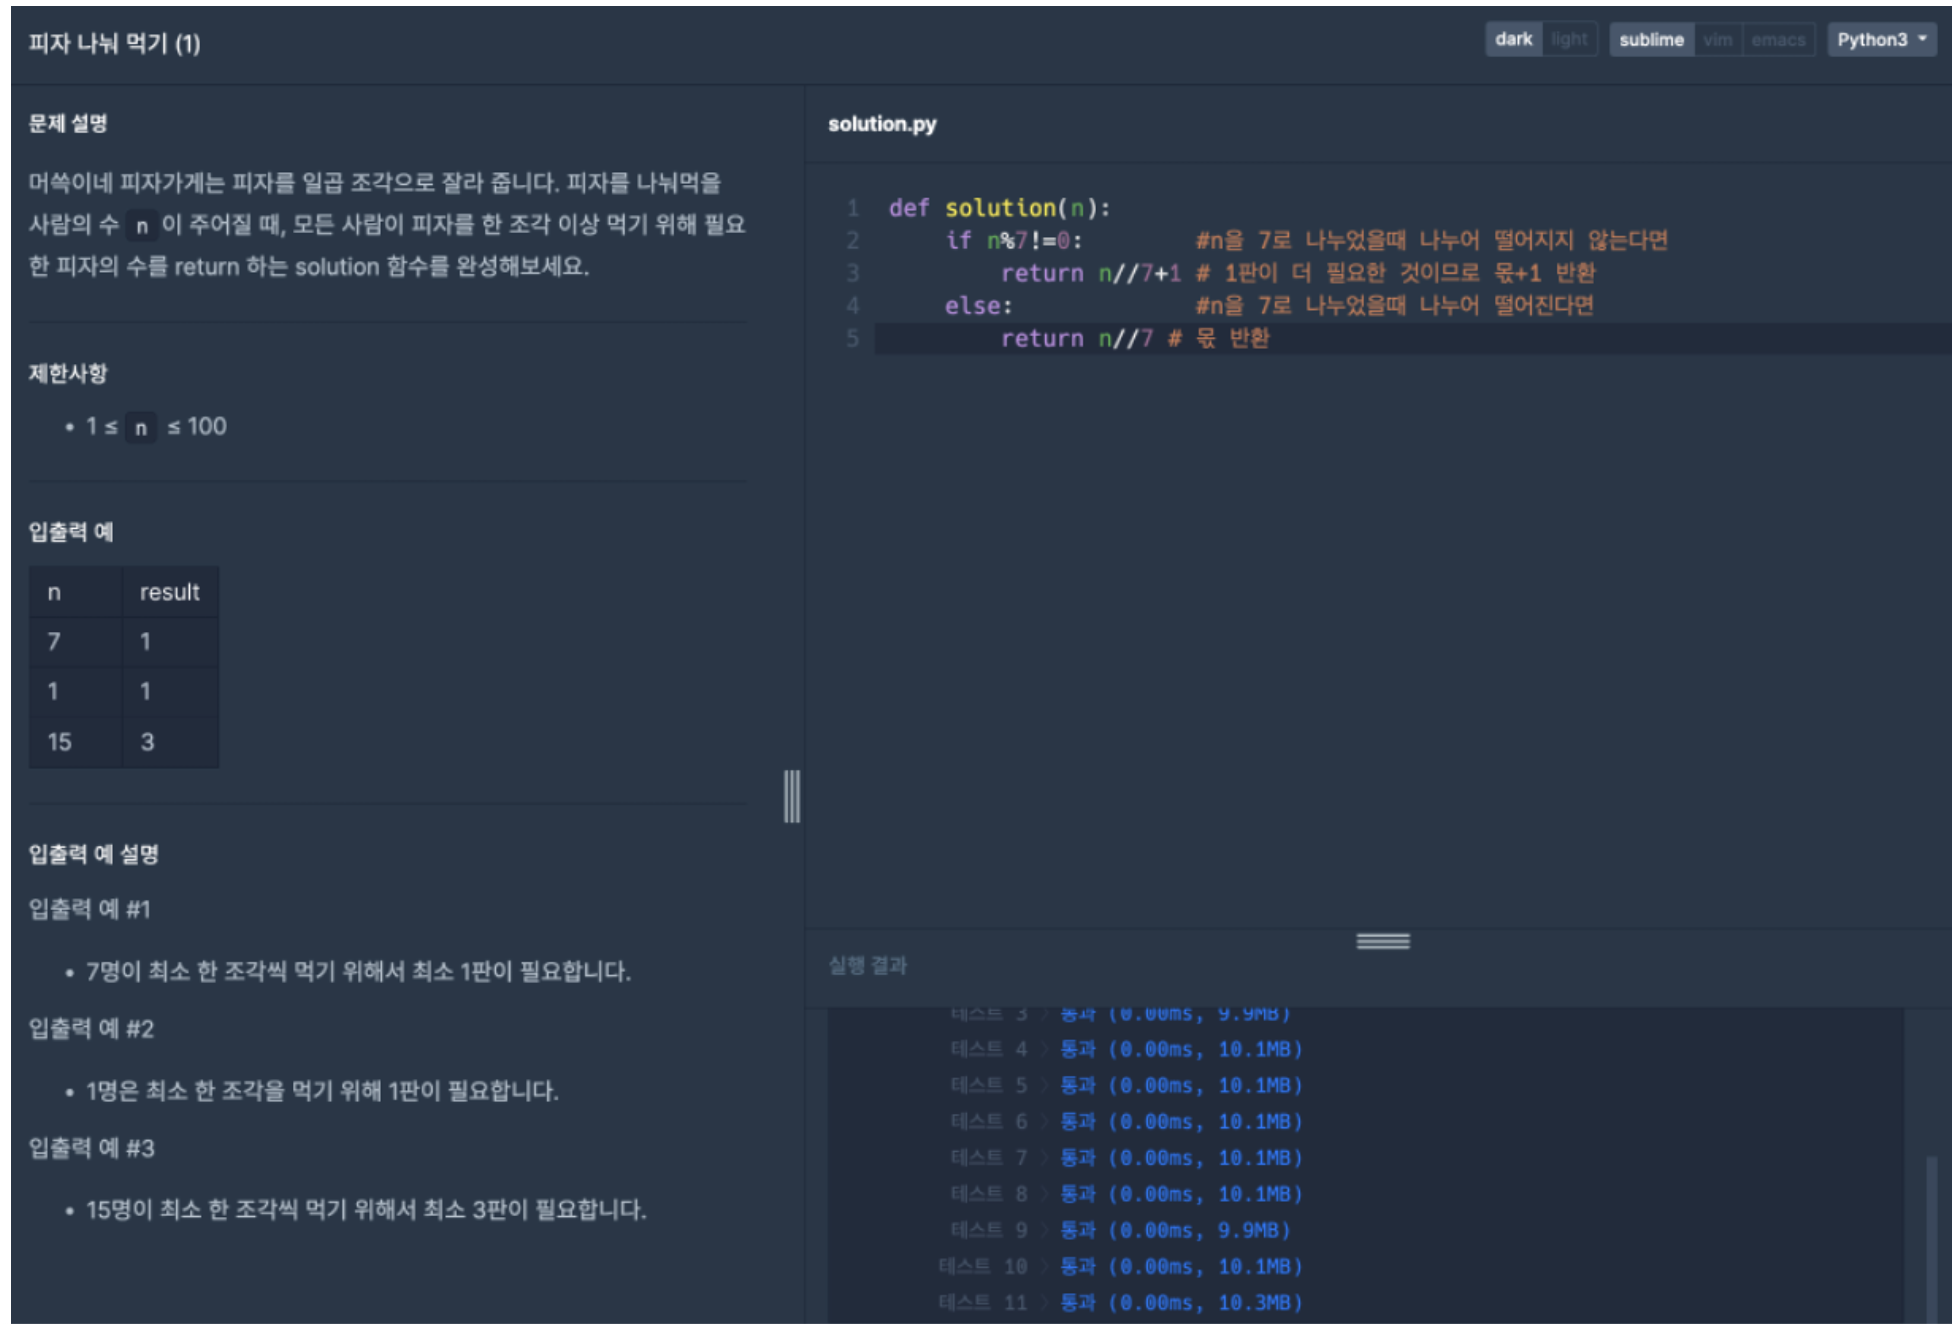 피자 나눠 먹기 (1)
dark light sublime vim emacs Python3
문제 설명
머쓱이네 피자가게는 피자를 일곱 조각으로 잘라 줍니다. 피자를 나눠먹을
사람의 수 n 이 주어질 때, 모든 사람이 피자를 한 조각 이상 먹기 위해 필요
한 피자의 수를 return 하는 solution 함수를 완성해보세요.
제한사항
• 1 ≤ n ≤ 100
입출력 예
n result
7 1
1 1
15 3
입출력 예 설명
입출력 예 #1
• 7명이 최소 한 조각씩 먹기 위해서 최소 1판이 필요합니다.
입출력 예 #2
• 1명은 최소 한 조각을 먹기 위해 1판이 필요합니다.
입출력 예 #3
• 15명이 최소 한 조각씩 먹기 위해서 최소 3판이 필요합니다.
solution.py
1 def solution(n):
2 if n%7!=0: #n을 7로 나누었을때 나누어 떨어지지 않는다면
3 return n//7+1 # 1판이 더 필요한 것이므로 몫+1 반환
4 else: #n을 7로 나누었을때 나누어 떨어진다면
5 return n//7 # 몫 반환
실행 결과
테스트 3 〉 통과 (0.00ms, 9.9MB)
테스트 4 〉 통과 (0.00ms, 10.1MB)
테스트 5 〉 통과 (0.00ms, 10.1MB)
테스트 6 〉 통과 (0.00ms, 10.1MB)
테스트 7 〉 통과 (0.00ms, 10.1MB)
테스트 8 〉 통과 (0.00ms, 10.1MB)
테스트 9 〉 통과 (0.00ms, 9.9MB)
테스트 10 〉 통과 (0.00ms, 10.1MB)
테스트 11 〉 통과 (0.00ms, 10.3MB)